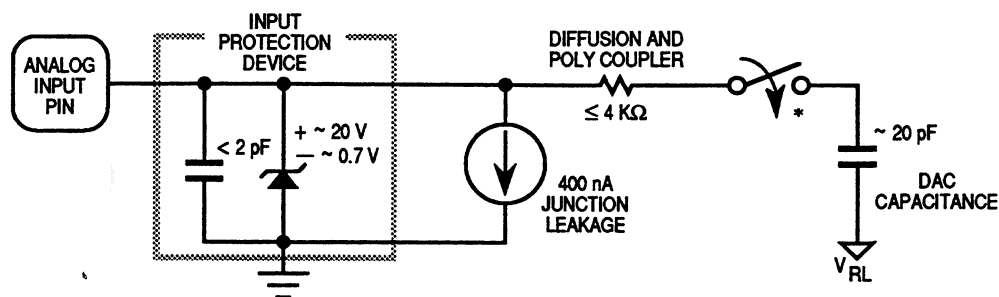 INPUT
PROTECTION
DEVICE
ANALOG
INPUT
PIN
< 2 pF
+ ~ 20 V
– ~ 0.7 V
400 nA
JUNCTION
LEAKAGE
DIFFUSION AND
POLY COUPLER
≤ 4 KΩ
*
~ 20 pF
DAC
CAPACITANCE
VRL